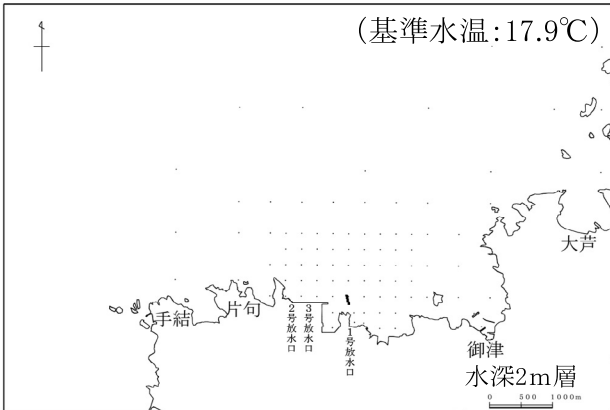 (基準水温:17.9℃)
大芦
手結
片句
2号放水口
3号放水口
1号放水口
御津
水深2m層
0 500 1000m